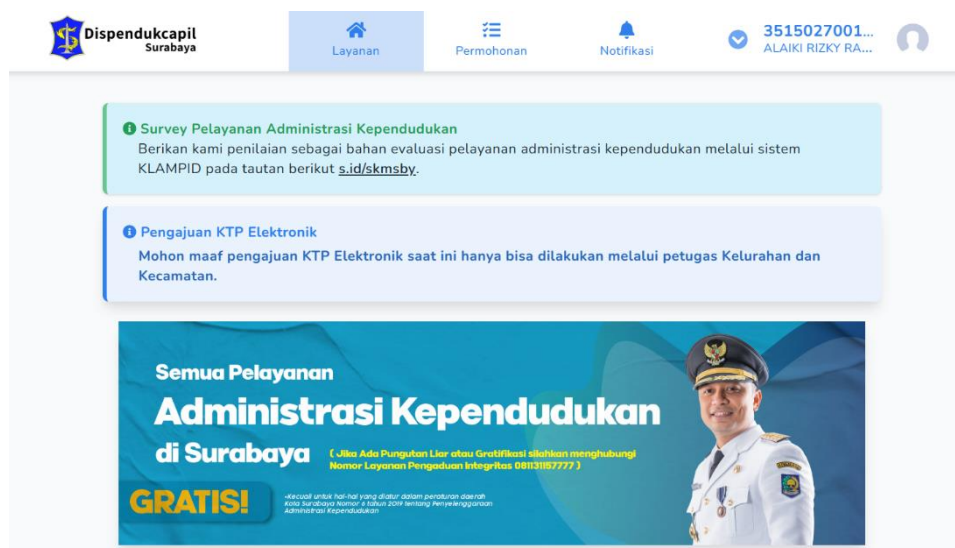 Dispendukcapil
Surabaya
Layanan
Permohonan
Notifikasi
3515027001...
ALAIKI RIZKY RA...
Survey Pelayanan Administrasi Kependudukan
Berikan kami penilaian sebagai bahan evaluasi pelayanan administrasi kependudukan melalui sistem
KLAMPID pada tautan berikut s.id/skmsby.
Pengajuan KTP Elektronik
Mohon maaf pengajuan KTP Elektronik saat ini hanya bisa dilakukan melalui petugas Kelurahan dan
Kecamatan.
Semua Pelayanan
Administrasi Kependudukan
di Surabaya
( Jika Ada Pungutan Liar atau Gratifikasi silahkan menghubungi
Nomor Layanan Pengaduan Integritas 081131157777 )
GRATIS!
-Kecuali untuk hal-hal yang diatur dalam peraturan daerah
Kota Surabaya Nomor 6 tahun 2019 tentang Penyelenggaraan
Administrasi Kependudukan